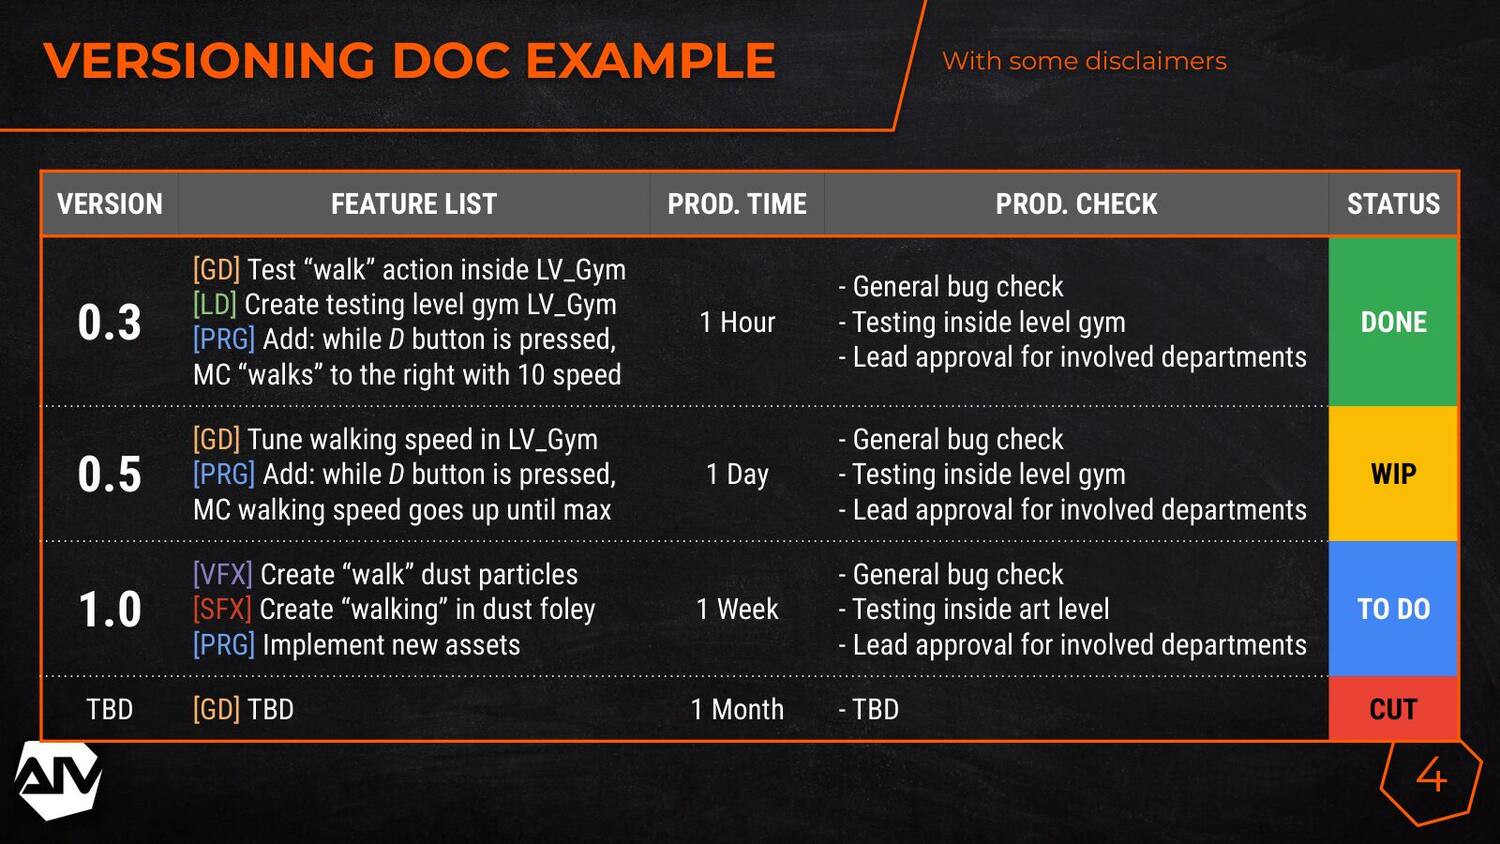 VERSIONING DOC EXAMPLE
With some disclaimers
VERSION FEATURE LIST PROD. TIME PROD. CHECK STATUS
0.3
[GD] Test “walk” action inside LV_Gym
[LD] Create testing level gym LV_Gym
[PRG] Add: while D button is pressed,
MC “walks” to the right with 10 speed
1 Hour
- General bug check
- Testing inside level gym
- Lead approval for involved departments
DONE
0.5
[GD] Tune walking speed in LV_Gym
[PRG] Add: while D button is pressed,
MC walking speed goes up until max
1 Day
- General bug check
- Testing inside level gym
- Lead approval for involved departments
WIP
1.0
[VFX] Create “walk” dust particles
[SFX] Create “walking” in dust foley
[PRG] Implement new assets
1 Week
- General bug check
- Testing inside art level
- Lead approval for involved departments
TO DO
TBD
[GD] TBD
1 Month
- TBD
CUT
AIV
4